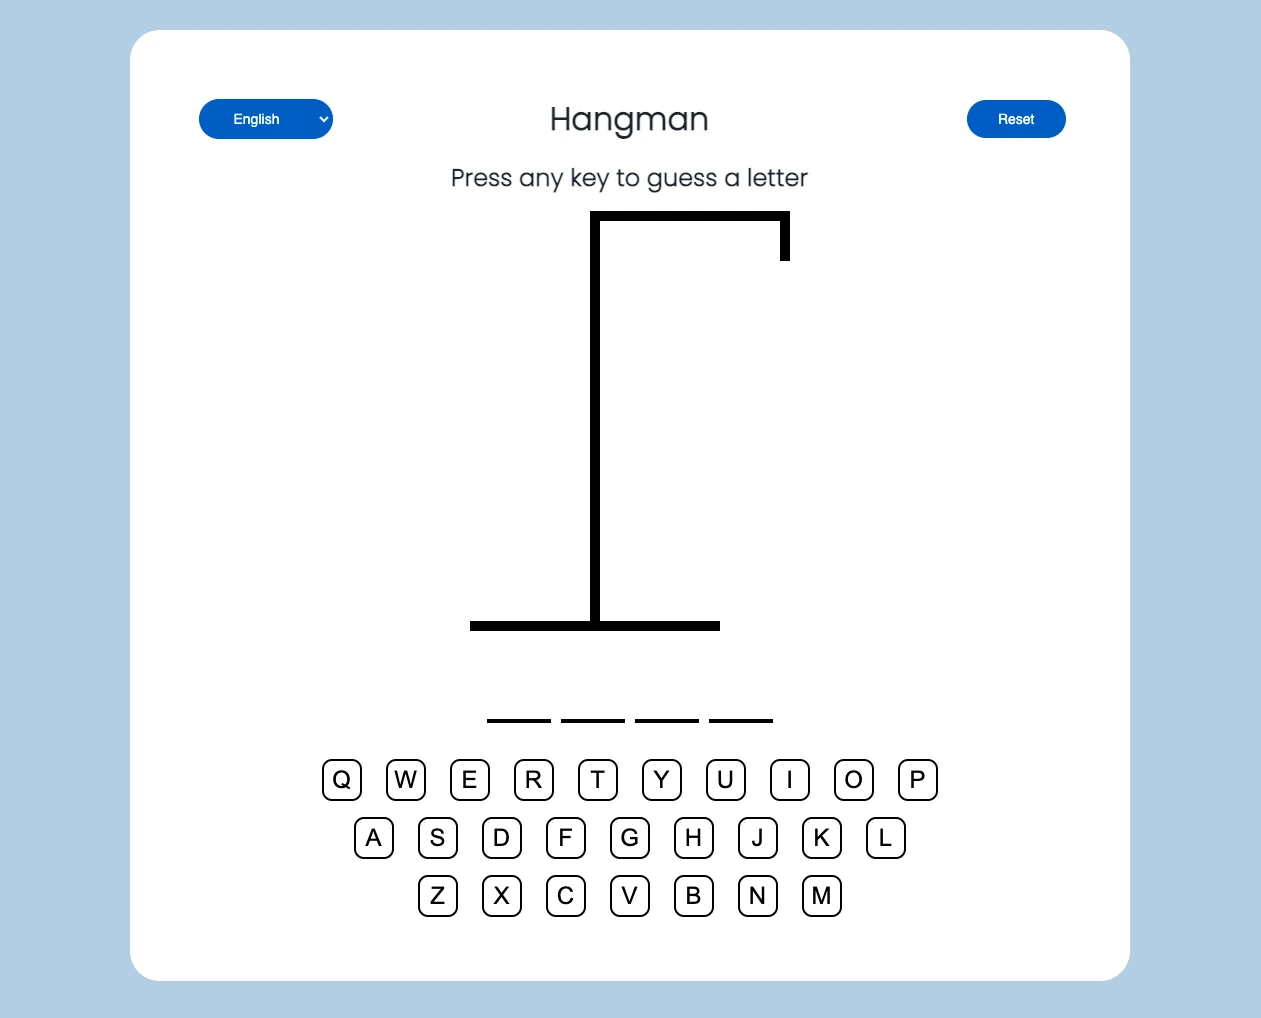 English Hangman Reset
Press any key to guess a letter
Q W E R T Y U I O P
A S D F G H J K L
Z X C V B N M